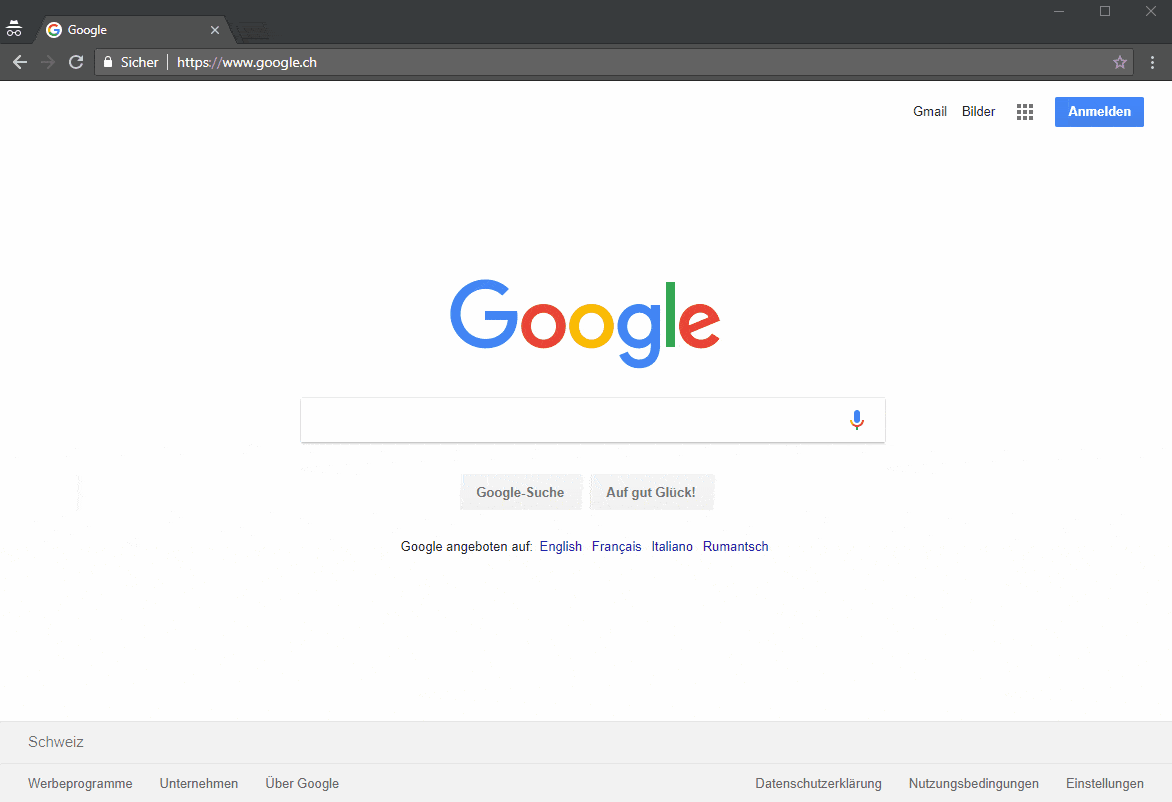 Google
Sicher https://www.google.ch
Gmail Bilder Anmelden
Google
Google-Suche Auf gut Glück!
Google angeboten auf: English Français Italiano Rumantsch
Schweiz
Werbeprogramme Unternehmen Über Google Datenschutzerklärung Nutzungsbedingungen Einstellungen